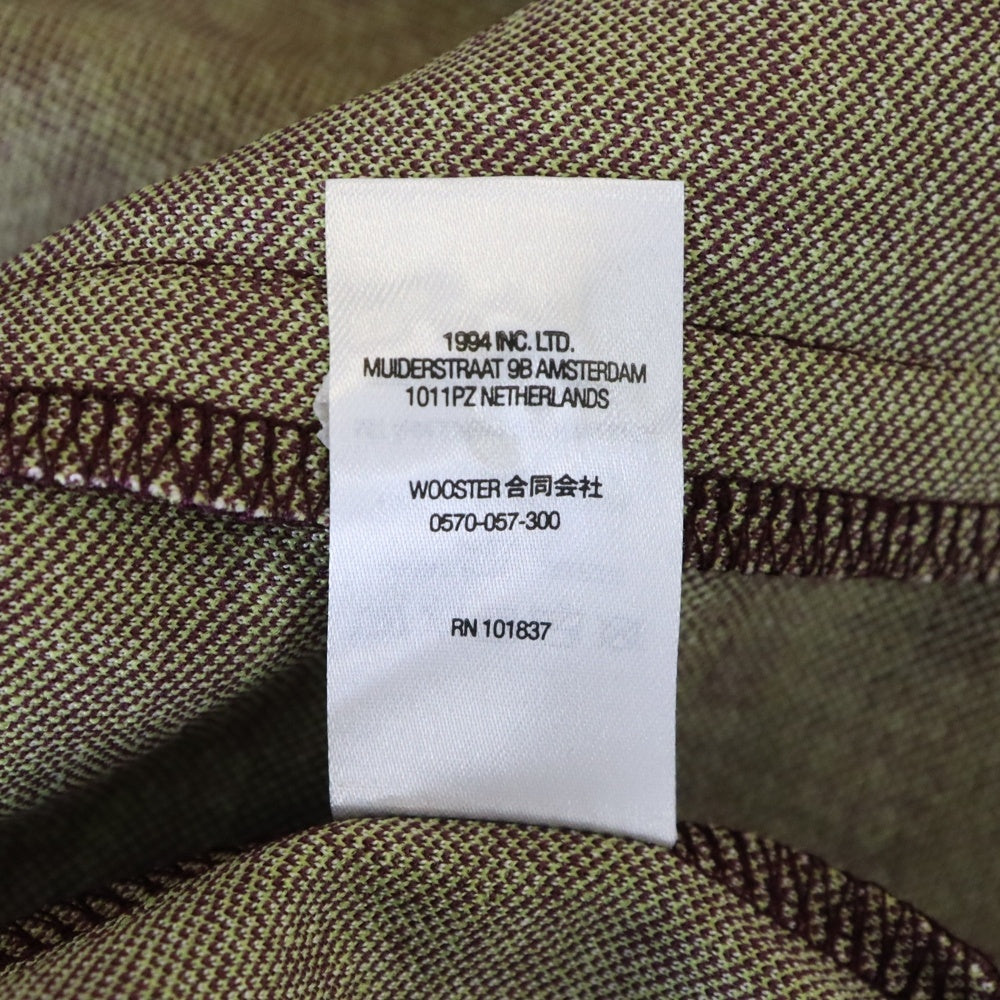 1994 INC. LTD.
MUIDERSTRAAT 9B AMSTERDAM
1011PZ NETHERLANDS
WOOSTER 合同会社
0570-057-300
RN 101837